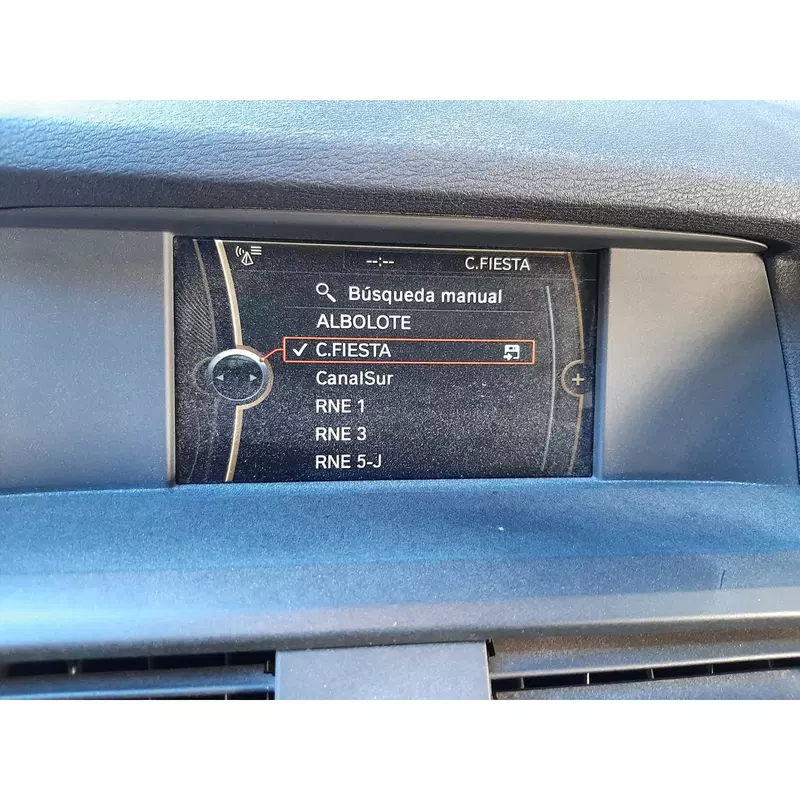 --:-- C.FIESTA
Búsqueda manual
ALBOLOTE
C.FIESTA
CanalSur
RNE 1
RNE 3
RNE 5-J